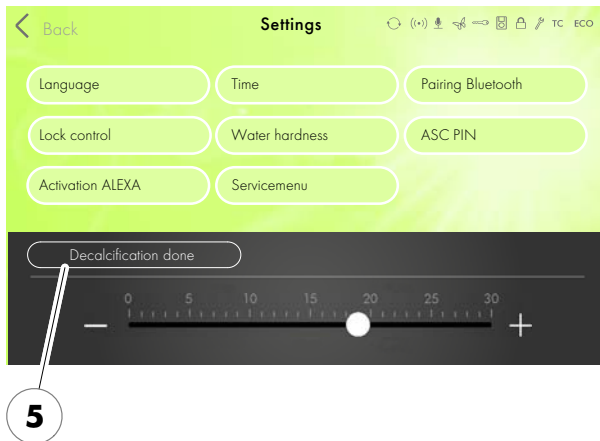 Back Settings TC ECO
Language Time Pairing Bluetooth
Lock control Water hardness ASC PIN
Activation ALEXA Servicemenu
Decalcification done
0 5 10 15 20 25 30
5